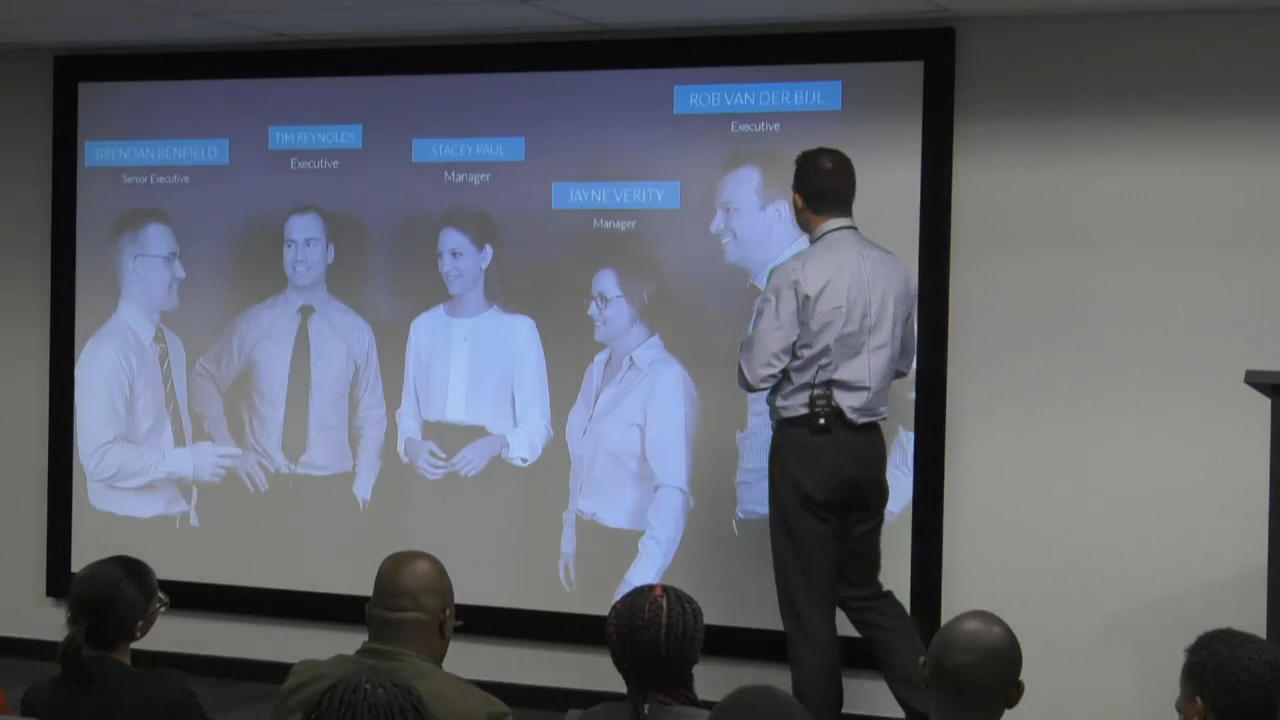 BRENDAN BENFIELD
Senior Executive
TIM REYNOLDS
Executive
STACEY PAUL
Manager
JAYNE VERITY
Manager
ROB VAN DER BIJL
Executive